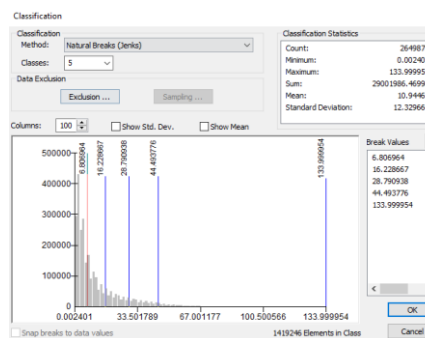 Classification
Classification
Method: Natural Breaks (Jenks)
Classes: 5
Data Exclusion
Exclusion ...
Sampling ...
Classification Statistics
Count: 264987
Minimum: 0.00240
Maximum: 133.99995
Sum: 29001986.4699
Mean: 10.9446
Standard Deviation: 12.32966
Columns: 100
Show Std. Dev.
Show Mean
Break Values
6.806964
16.228667
28.790938
44.493776
133.999954
500000
400000
300000
200000
100000
0
6.806964
16.228667
28.790938
44.493776
133.999954
0.002401
33.501789
67.001177
100.500566
133.999954
OK
Cancel
Snap breaks to data values
1419246 Elements in Class